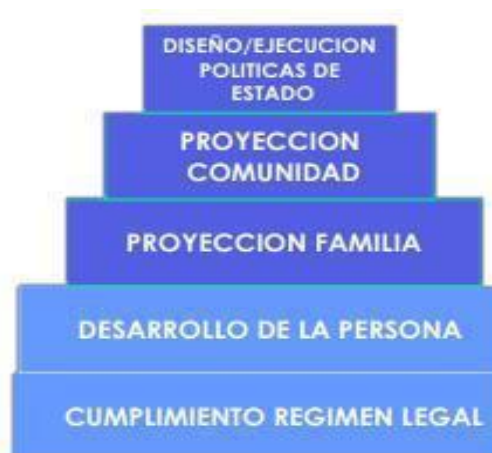 DISEÑO/EJECUCION
POLITICAS DE
ESTADO
PROYECCION
COMUNIDAD
PROYECCION FAMILIA
DESARROLLO DE LA PERSONA
CUMPLIMIENTO REGIMEN LEGAL